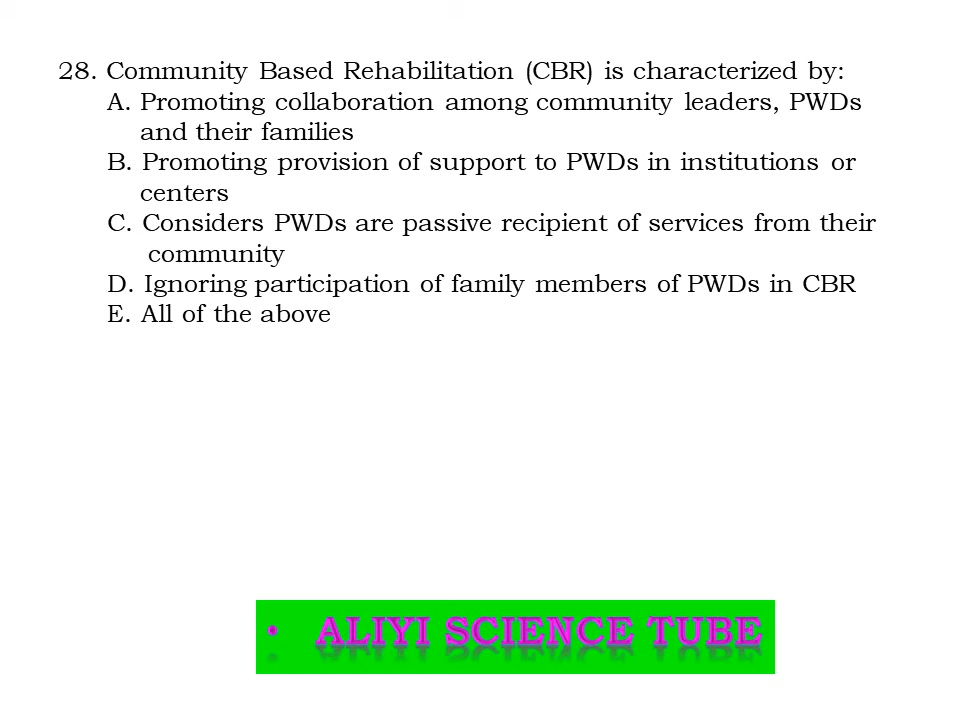 28. Community Based Rehabilitation (CBR) is characterized by:
A. Promoting collaboration among community leaders, PWDs
and their families
B. Promoting provision of support to PWDs in institutions or
centers
C. Considers PWDs are passive recipient of services from their
community
D. Ignoring participation of family members of PWDs in CBR
E. All of the above
• ALIYI SCIENCE TUBE